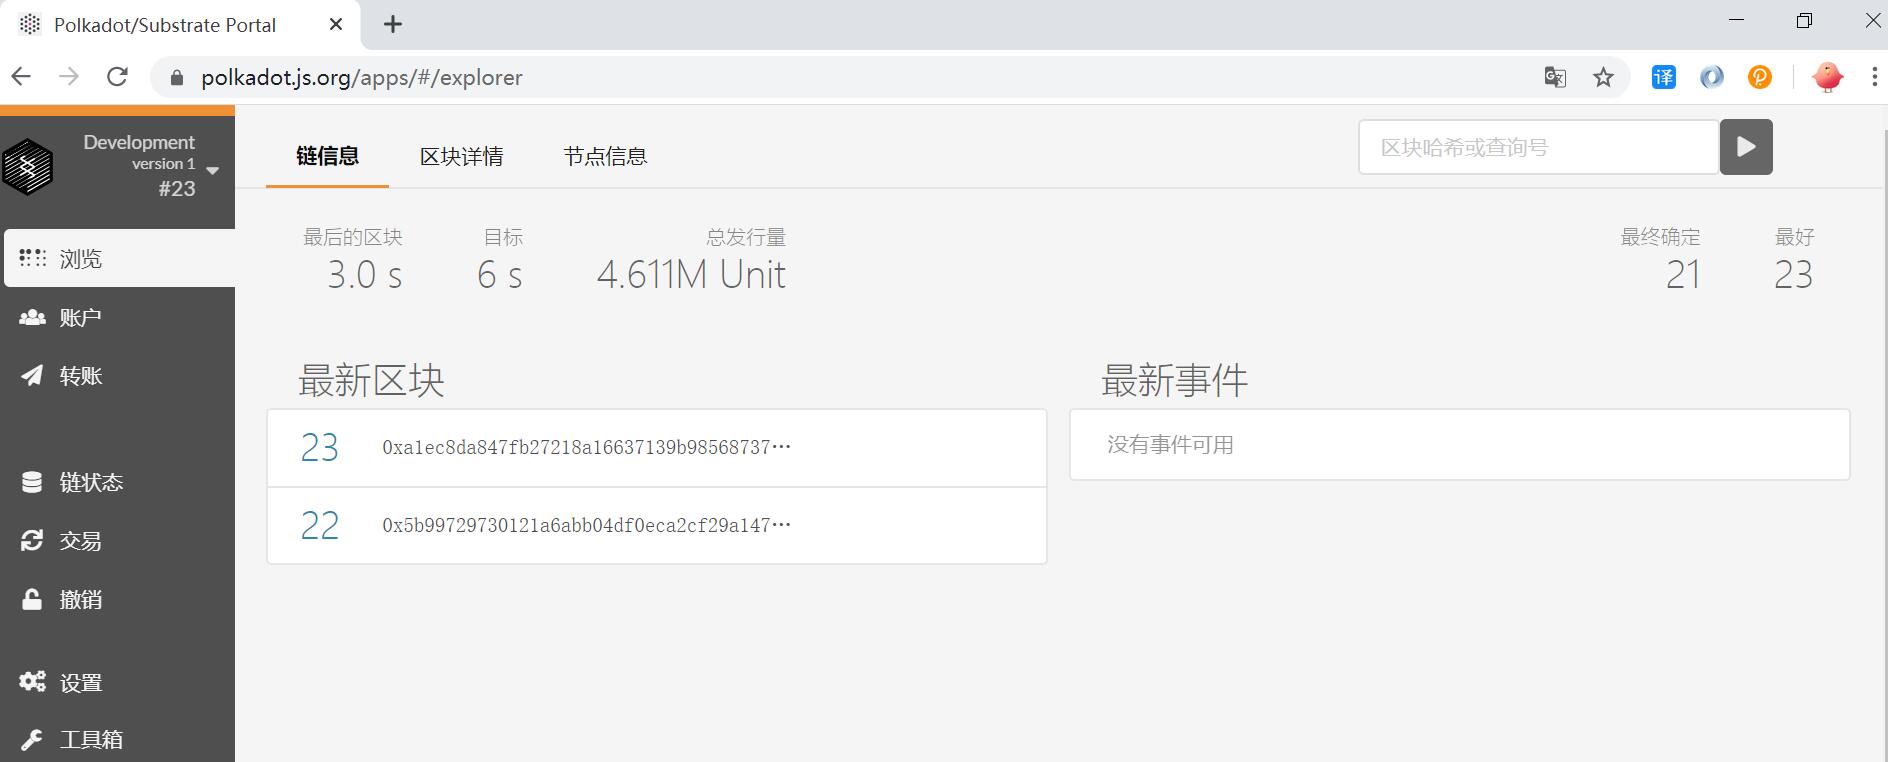 Polkadot/Substrate Portal
polkadot.js.org/apps/#/explorer
译
Development
version 1
#23
浏览
账户
转账
链状态
交易
撤销
设置
工具箱
链信息 区块详情 节点信息
区块哈希或查询号
最后的区块 目标 总发行量 最终确定 最好
3.0 s 6 s 4.611M Unit 21 23
最新区块
23 0xa1ec8da847fb27218a16637139b98568737…
22 0x5b99729730121a6abb04df0eca2cf29a147…
最新事件
没有事件可用